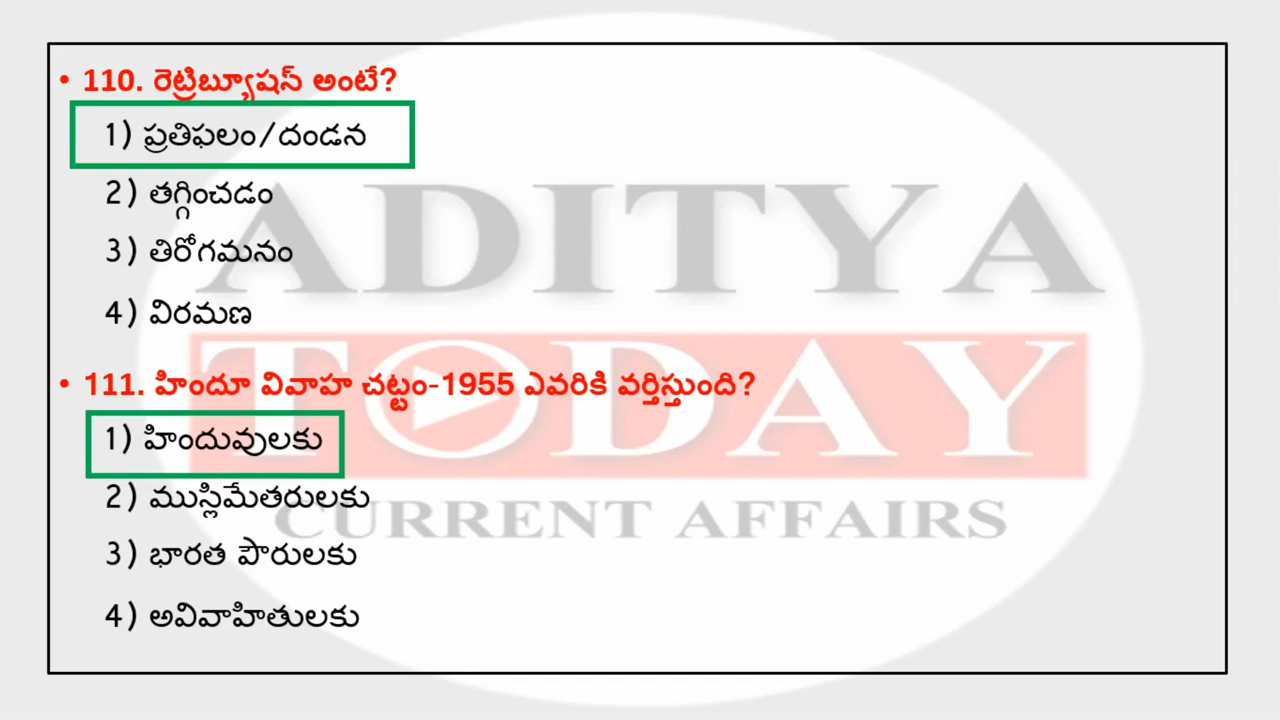 • 110. రెట్రిబ్యూషన్ అంటే?
1) ప్రతిఫలం/దండన
2) తగ్గించడం
3) తిరోగమనం
4) విరమణ
• 111. హిందూ వివాహ చట్టం-1955 ఎవరికి వర్తిస్తుంది?
1) హిందువులకు
2) ముస్లిమేతరులకు
3) భారత పౌరులకు
4) అవివాహితులకు
ADITYA
TODAY
CURRENT AFFAIRS